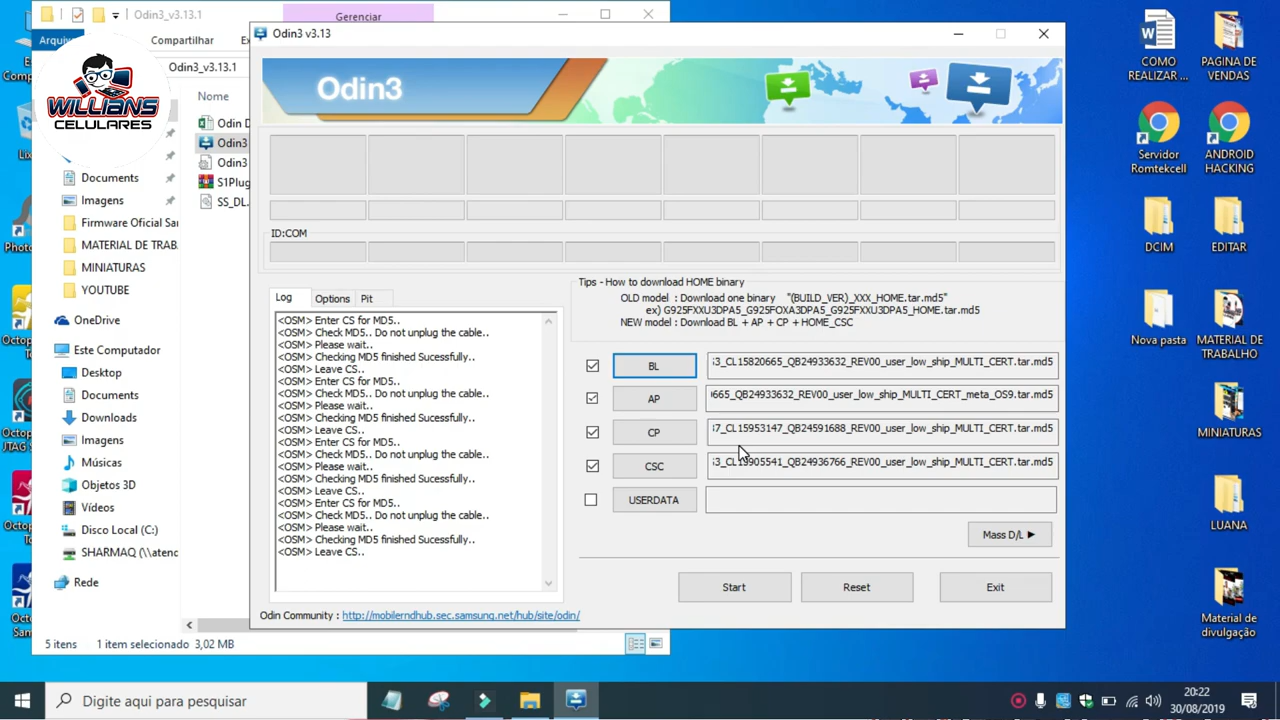 Odin3_v3.13.1
Gerenciar
Compartilhar
WILLIANS
CELULARES
Odin3_v3.13.1
Nome
Odin D
Odin3
Odin3
S1Plug
SS_DL.
Documents
Imagens
Firmware Oficial Sar
MATERIAL DE TRAB
MINIATURAS
YOUTUBE
OneDrive
Este Computador
Desktop
Documents
Downloads
Imagens
Músicas
Objetos 3D
Vídeos
Disco Local (C:)
SHARMAQ (\\atend
Rede
5 itens 1 item selecionado 3,02 MB
Odin3 v3.13
Odin3
ID:COM
Log Options Pit
<OSM> Enter CS for MD5..
<OSM> Check MD5.. Do not unplug the cable..
<OSM> Please wait..
<OSM> Checking MD5 finished Sucessfully..
<OSM> Leave CS..
<OSM> Enter CS for MD5..
<OSM> Check MD5.. Do not unplug the cable..
<OSM> Please wait..
<OSM> Checking MD5 finished Sucessfully..
<OSM> Leave CS..
<OSM> Enter CS for MD5..
<OSM> Check MD5.. Do not unplug the cable..
<OSM> Please wait..
<OSM> Checking MD5 finished Sucessfully..
<OSM> Leave CS..
<OSM> Enter CS for MD5..
<OSM> Check MD5.. Do not unplug the cable..
<OSM> Please wait..
<OSM> Checking MD5 finished Sucessfully..
<OSM> Leave CS..
Odin Community : http://mobilerndhub.sec.samsung.net/hub/site/odin/
Tips - How to download HOME binary
OLD model : Download one binary "(BUILD_VER)_XXX_HOME.tar.md5"
ex) G925FXXU3DPA5_G925FOXA3DPA5_G925FXXU3DPA5_HOME.tar.md5
NEW model : Download BL + AP + CP + HOME_CSC
BL
i3_CL15820665_QB24933632_REV00_user_low_ship_MULTI_CERT.tar.md5
AP
i665_QB24933632_REV00_user_low_ship_MULTI_CERT_meta_OS9.tar.md5
CP
i7_CL15953147_QB24591688_REV00_user_low_ship_MULTI_CERT.tar.md5
CSC
QB24936766_REV00_user_low_ship_MULTI_CERT.tar.md5
USERDATA
Mass D/L
Start Reset Exit
COMO
REALIZAR ...
PAGINA DE
VENDAS
Servidor
Romtekcell
ANDROID
HACKING
DCIM
EDITAR
Nova pasta
MATERIAL DE
TRABALHO
MINIATURAS
LUANA
Material de
divulgação
Digite aqui para pesquisar
20:22
30/08/2019